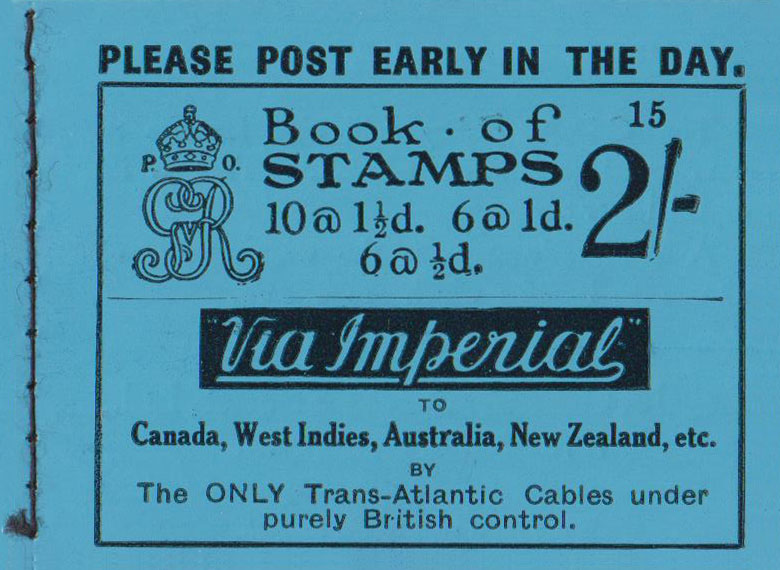 PLEASE POST EARLY IN THE DAY.
15
Book · of
STAMPS
2/-
P. O.
GR
10 @ 1½d. 6 @ 1d.
6 @ ½d.
"Via Imperial"
TO
Canada, West Indies, Australia, New Zealand, etc.
BY
The ONLY Trans-Atlantic Cables under
purely British control.